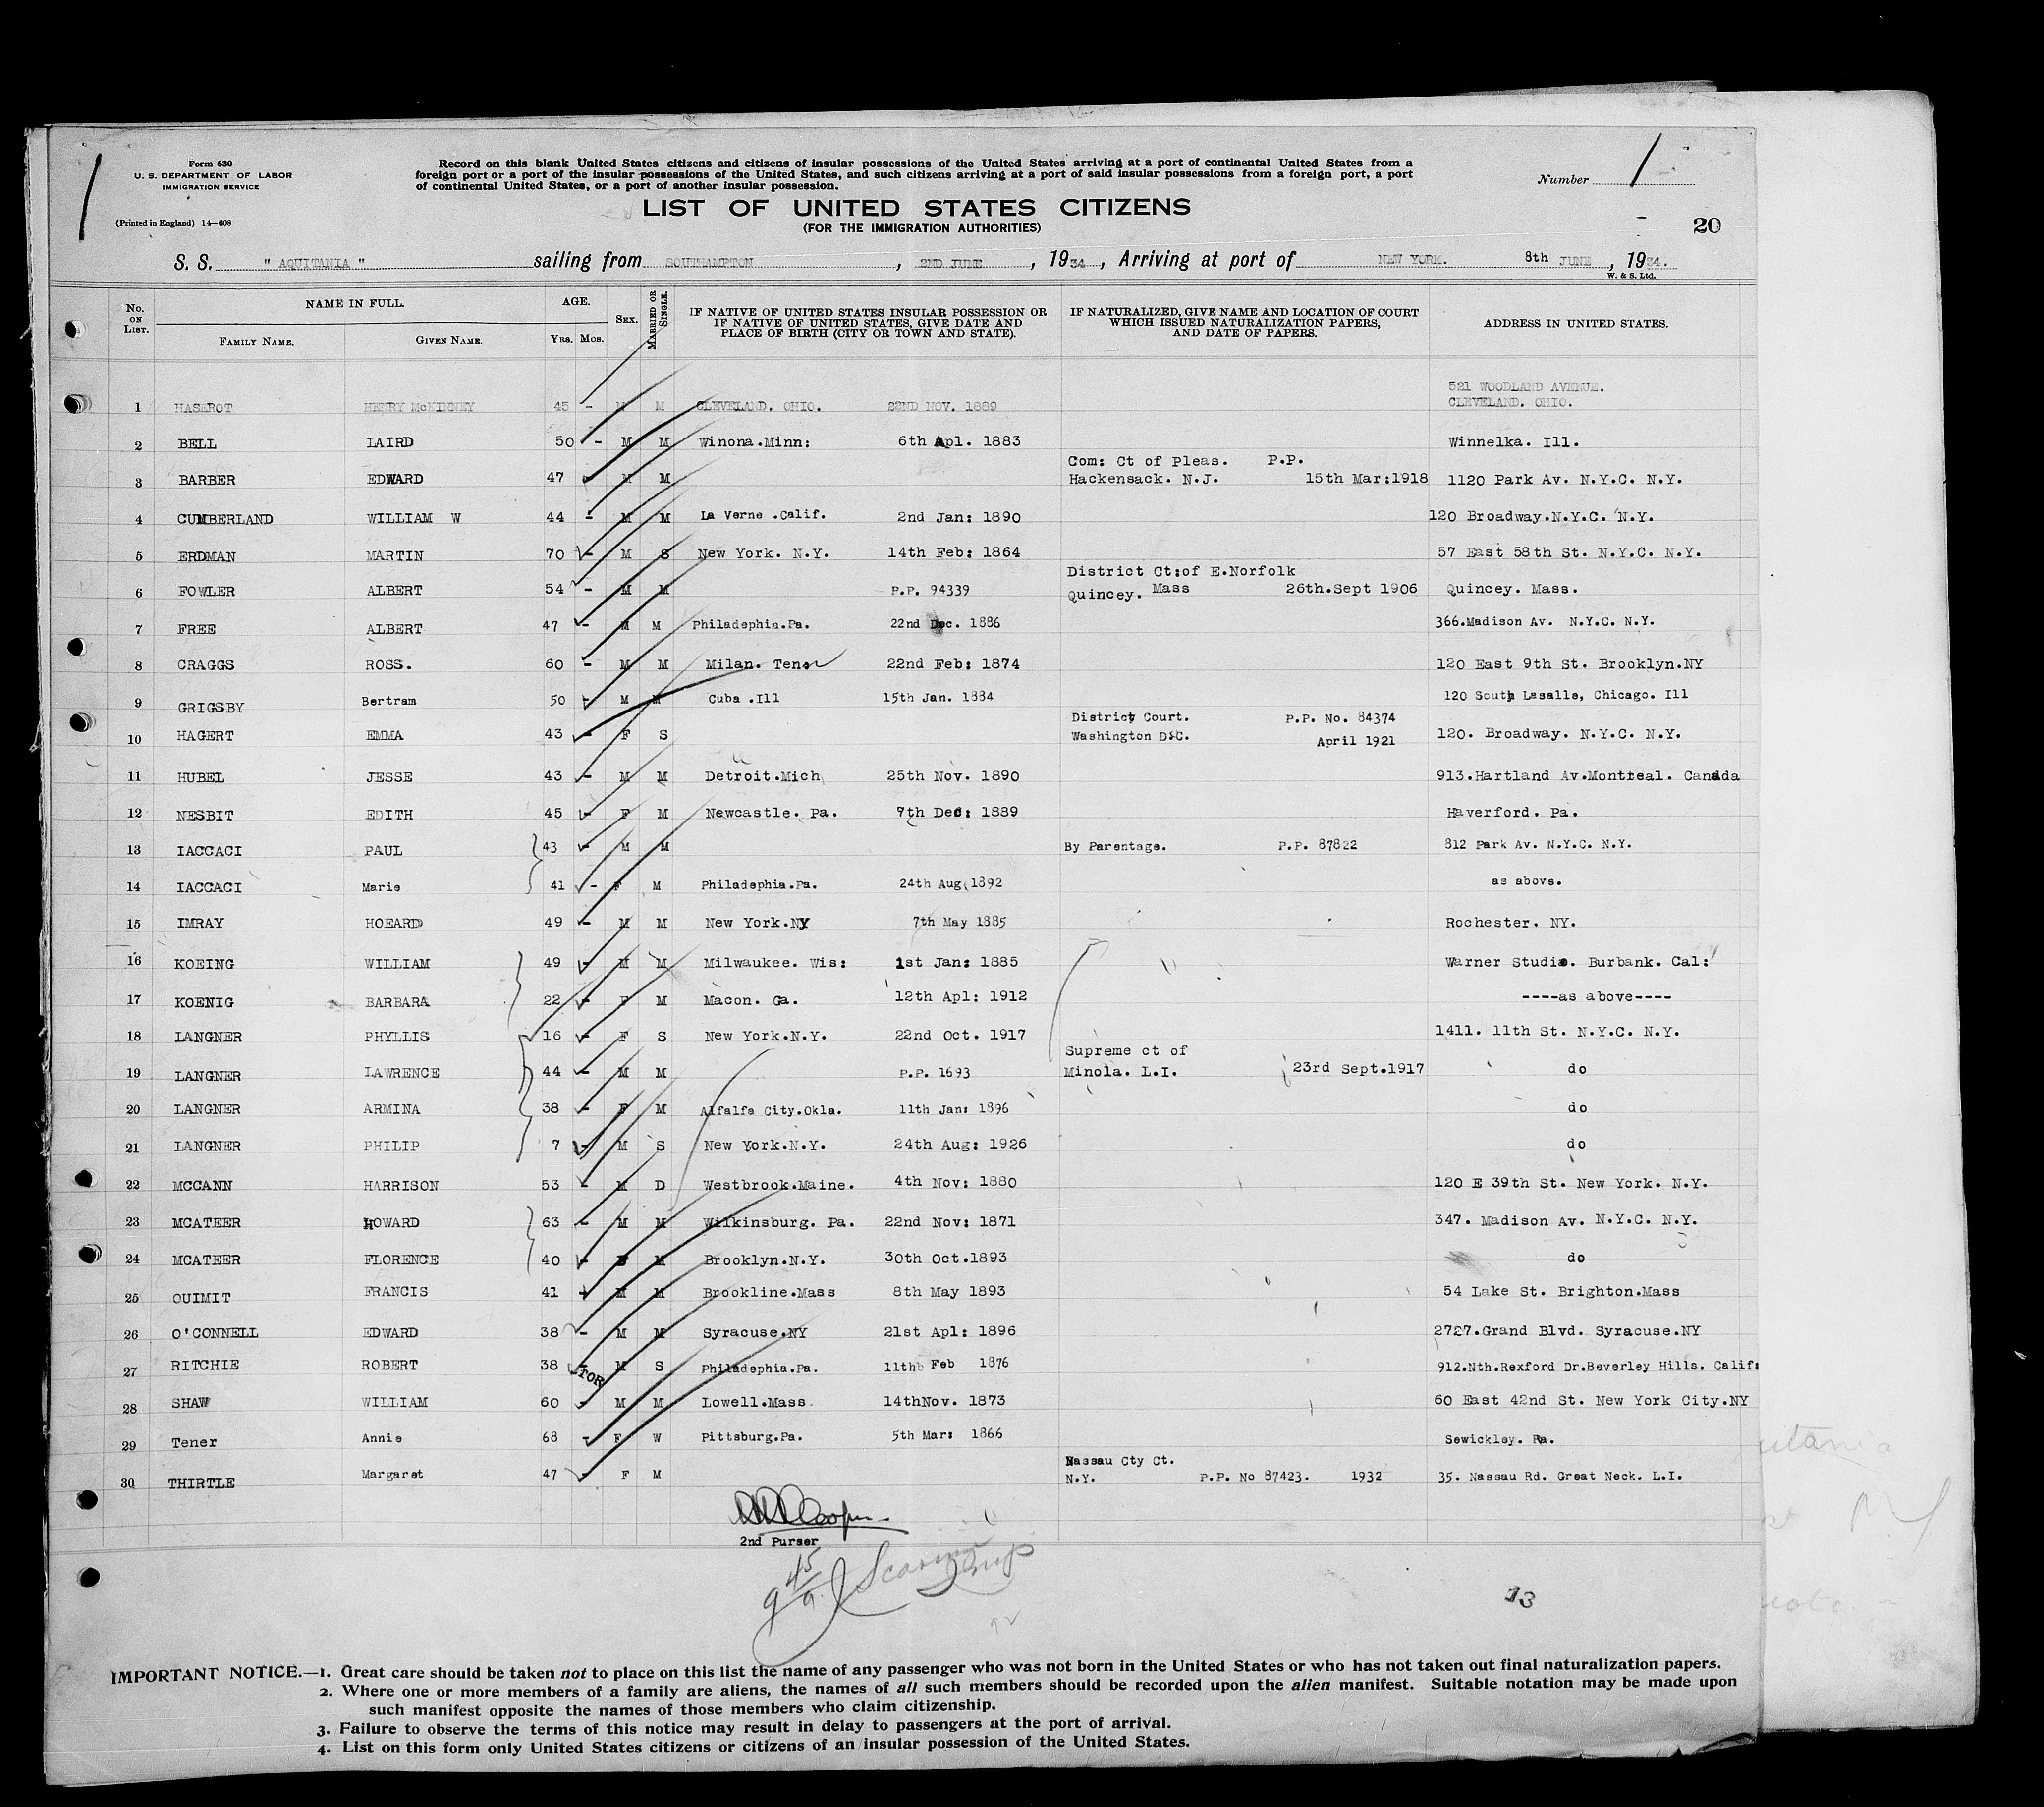 Form 630
U. S. DEPARTMENT OF LABOR
IMMIGRATION SERVICE
(Printed in England) 14—608
Record on this blank United States citizens and citizens of insular possessions of the United States arriving at a port of continental United States from a
foreign port or a port of the insular possessions of the United States, and such citizens arriving at a port of said insular possessions from a foreign port, a port
of continental United States, or a port of another insular possession.
Number 1
LIST OF UNITED STATES CITIZENS
(FOR THE IMMIGRATION AUTHORITIES)
20
S. S. " AQUITANIA " sailing from SOUTHAMPTON , 2ND JUNE , 1934 , Arriving at port of NEW YORK. 8th JUNE , 1934.
W. & S. Ltd.
No. ON LIST. NAME IN FULL. FAMILY NAME. GIVEN NAME. AGE. YRS. MOS. SEX. MARRIED OR SINGLE. IF NATIVE OF UNITED STATES INSULAR POSSESSION OR IF NATIVE OF UNITED STATES, GIVE DATE AND PLACE OF BIRTH (CITY OR TOWN AND STATE). IF NATURALIZED, GIVE NAME AND LOCATION OF COURT WHICH ISSUED NATURALIZATION PAPERS, AND DATE OF PAPERS. ADDRESS IN UNITED STATES.
521 WOODLAND AVENUE.
1 HASEROT HENRY McKINNEY 45 - M M CLEVELAND. OHIO. 22ND NOV. 1889 CLEVELAND. OHIO.
2 BELL LAIRD 50 - M M Winona.Minn: 6th Apl. 1883 Winnelka. Ill.
Com: Ct of Pleas. P.P.
3 BARBER EDWARD 47 - M M Hackensack. N.J. 15th Mar:1918 1120 Park Av. N.Y.C. N.Y.
4 CUMBERLAND WILLIAM W 44 - M M La Verne .Calif. 2nd Jan: 1890 120 Broadway.N.Y.C. N.Y.
5 ERDMAN MARTIN 70 - M S New York. N.Y. 14th Feb: 1864 57 East 58th St. N.Y.C. N.Y.
District Ct:of E.Norfolk
6 FOWLER ALBERT 54 - M M P.P. 94339 Quincey. Mass 26th.Sept 1906 Quincey. Mass.
7 FREE ALBERT 47 - M M Philadephia.Pa. 22nd Dec. 1886 366.Madison Av. N.Y.C. N.Y.
8 CRAGGS ROSS. 60 - M M Milan. Tenn 22nd Feb: 1874 120 East 9th St. Brooklyn.NY
9 GRIGSBY Bertram 50 - M M Cuba .Ill 15th Jan. 1884 120 South Lasalle, Chicago. Ill
District Court. P.P. No. 84374
10 HAGERT EMMA 43 - F S Washington D.C. April 1921 120. Broadway. N.Y.C. N.Y.
11 HUBEL JESSE 43 - M M Detroit.Mich 25th Nov. 1890 913.Hartland Av.Montreal. Canada
12 NESBIT EDITH 45 - F M Newcastle. Pa. 7th Dec: 1889 Haverford. Pa.
13 IACCACI PAUL 43 - M M By Parentage. P.P. 87822 812 Park Av. N.Y.C. N.Y.
14 IACCACI Marie 41 - F M Philadephia.Pa. 24th Aug 1892 as above.
15 IMRAY HOEARD 49 - M M New York.NY 7th May 1885 Rochester. NY.
16 KOEING WILLIAM 49 - M M Milwaukee. Wis: 1st Jan: 1885 Warner Studio. Burbank. Cal:
17 KOENIG BARBARA 22 - F M Macon. Ga. 12th Apl: 1912 ----as above----
18 LANGNER PHYLLIS 16 - F S New York.N.Y. 22nd Oct. 1917 1411. 11th St. N.Y.C. N.Y.
Supreme ct of
19 LANGNER LAWRENCE 44 - M M P.P. 1693 Minola. L.I. 23rd Sept.1917 do
20 LANGNER ARMINA 38 - F M Alfalfa City.Okla. 11th Jan: 1896 do
21 LANGNER PHILIP 7 - M S New York.N.Y. 24th Aug: 1926 do
22 MCCANN HARRISON 53 - M D Westbrook.Maine. 4th Nov: 1880 120 E 39th St. New York. N.Y.
23 MCATEER HOWARD 63 - M M Wilkinsburg. Pa. 22nd Nov: 1871 347. Madison Av. N.Y.C. N.Y.
24 MCATEER FLORENCE 40 - F M Brooklyn.N.Y. 30th Oct.1893 do
25 OUIMIT FRANCIS 41 - M M Brookline.Mass 8th May 1893 54 Lake St. Brighton.Mass
26 O'CONNELL EDWARD 38 - M M Syracuse.NY 21st Apl: 1896 2727.Grand Blvd. Syracuse.NY
27 RITCHIE ROBERT 38 - M S Philadephia.Pa. 11th Feb 1876 912.Nth.Rexford Dr.Beverley Hills. Calif:
28 SHAW WILLIAM 60 - M M Lowell.Mass 14thNov. 1873 60 East 42nd St. New York City.NY
29 Tener Annie 68 - F W Pittsburg.Pa. 5th Mar: 1866 Sewickley. Pa.
Nassau Cty Ct.
30 THIRTLE Margaret 47 - F M N.Y. P.P. No 87423. 1932 35. Nassau Rd. Great Neck. L.I.
Cooper
2nd Purser
13
IMPORTANT NOTICE.—1. Great care should be taken not to place on this list the name of any passenger who was not born in the United States or who has not taken out final naturalization papers.
2. Where one or more members of a family are aliens, the names of all such members should be recorded upon the alien manifest. Suitable notation may be made upon
such manifest opposite the names of those members who claim citizenship.
3. Failure to observe the terms of this notice may result in delay to passengers at the port of arrival.
4. List on this form only United States citizens or citizens of an insular possession of the United States.